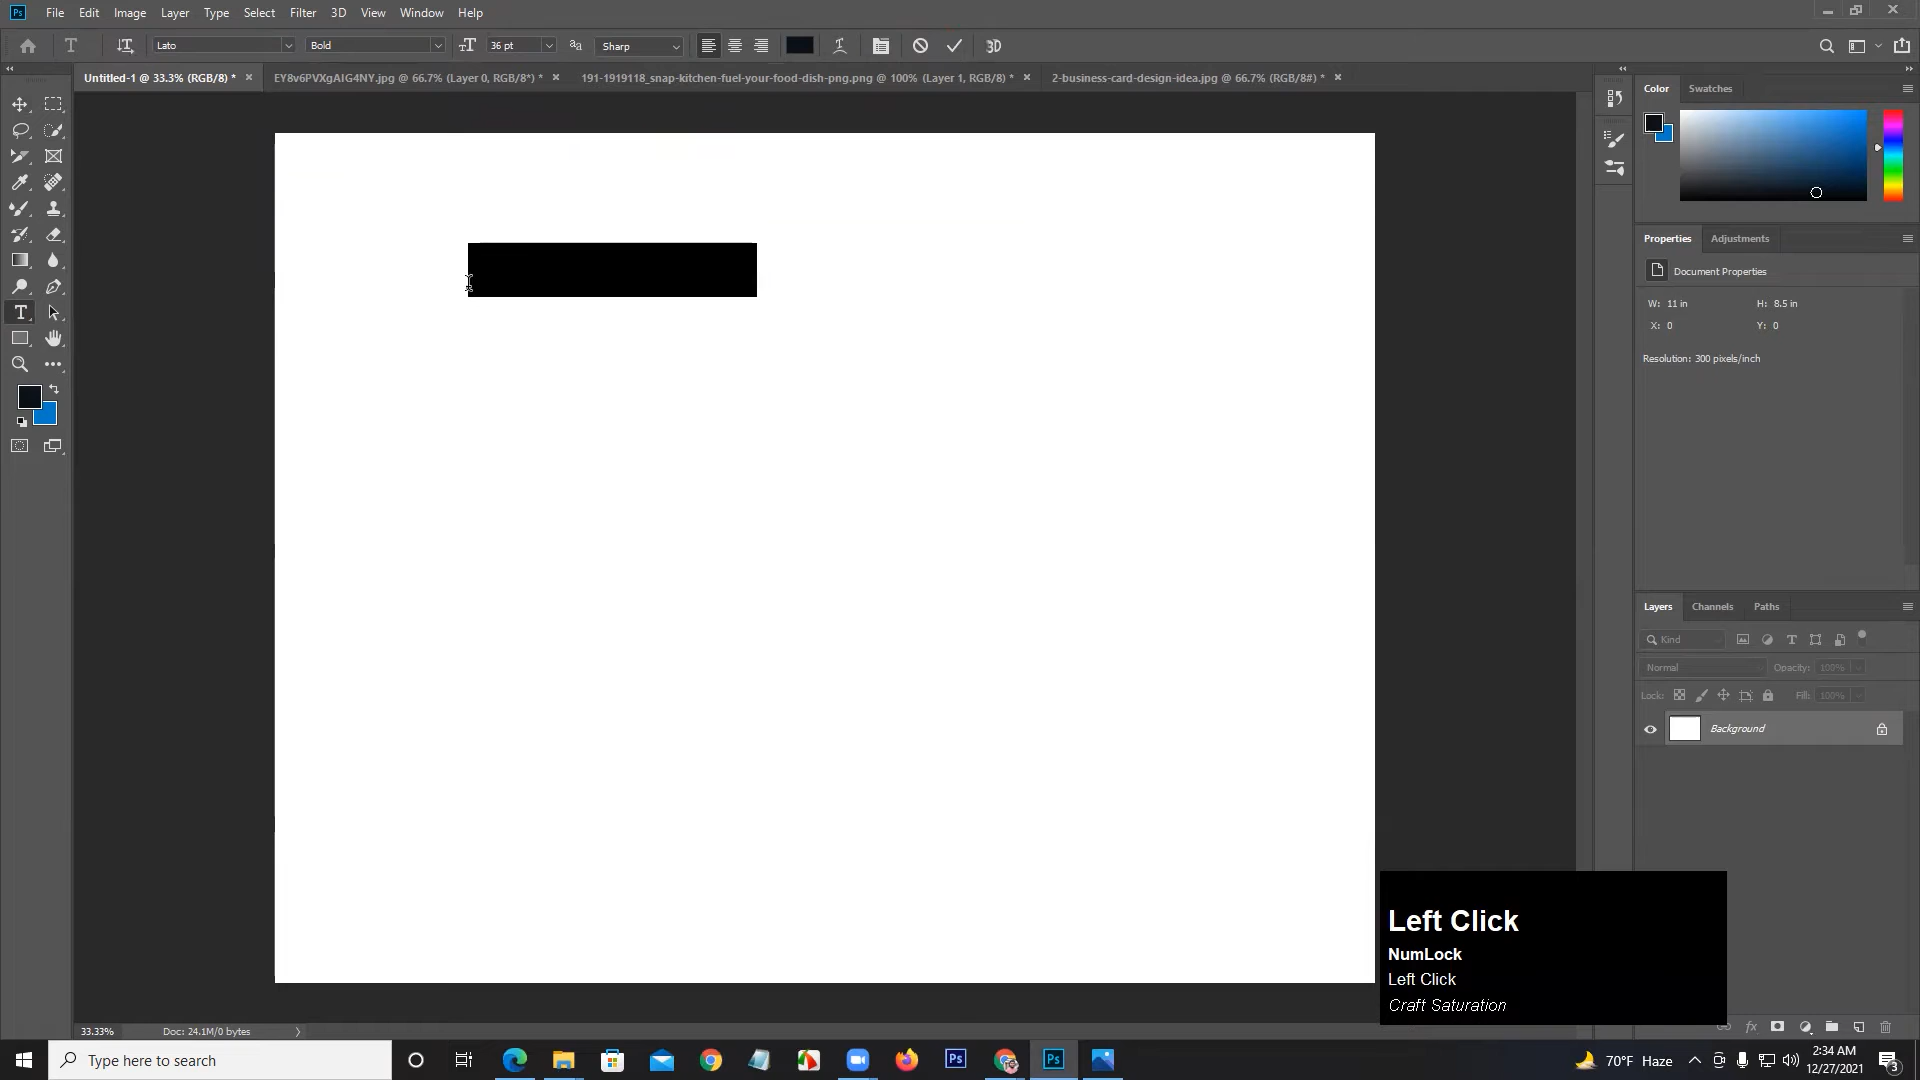 Ps File Edit Image Layer Type Select Filter 3D View Window Help
Lato Bold 36 pt Sharp 3D
Untitled-1 @ 33.3% (RGB/8) * EY8v6PVXgAIG4NY.jpg @ 66.7% (Layer 0, RGB/8*) * 191-1919118_snap-kitchen-fuel-your-food-dish-png.png @ 100% (Layer 1, RGB/8) * 2-business-card-design-idea.jpg @ 66.7% (RGB/8#) *
Color Swatches
Properties Adjustments
Document Properties
W: 11 in H: 8.5 in
X: 0 Y: 0
Resolution: 300 pixels/inch
Layers Channels Paths
Kind
Normal Opacity: 100%
Lock: Fill: 100%
Background
Left Click
NumLock
Left Click
Craft Saturation
33.33% Doc: 24.1M/0 bytes
Type here to search
Ps Ps
70°F Haze
2:34 AM
12/27/2021
3